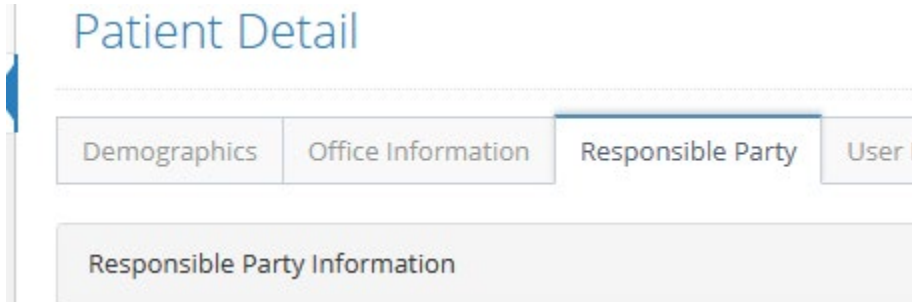 Patient Detail
Demographics Office Information Responsible Party User
Responsible Party Information